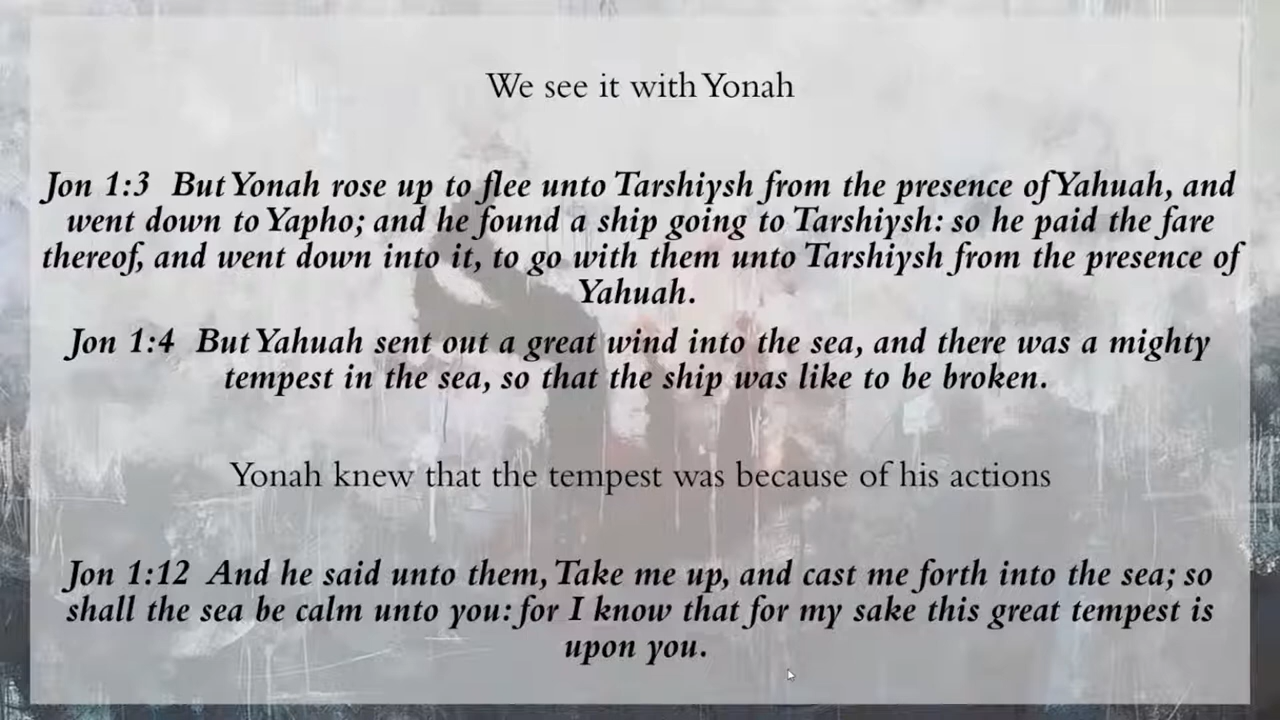 We see it with Yonah
Jon 1:3 But Yonah rose up to flee unto Tarshiysh from the presence of Yahuah, and
went down to Yapho; and he found a ship going to Tarshiysh: so he paid the fare
thereof, and went down into it, to go with them unto Tarshiysh from the presence of
Yahuah.
Jon 1:4 But Yahuah sent out a great wind into the sea, and there was a mighty
tempest in the sea, so that the ship was like to be broken.
Yonah knew that the tempest was because of his actions
Jon 1:12 And he said unto them, Take me up, and cast me forth into the sea; so
shall the sea be calm unto you: for I know that for my sake this great tempest is
upon you.